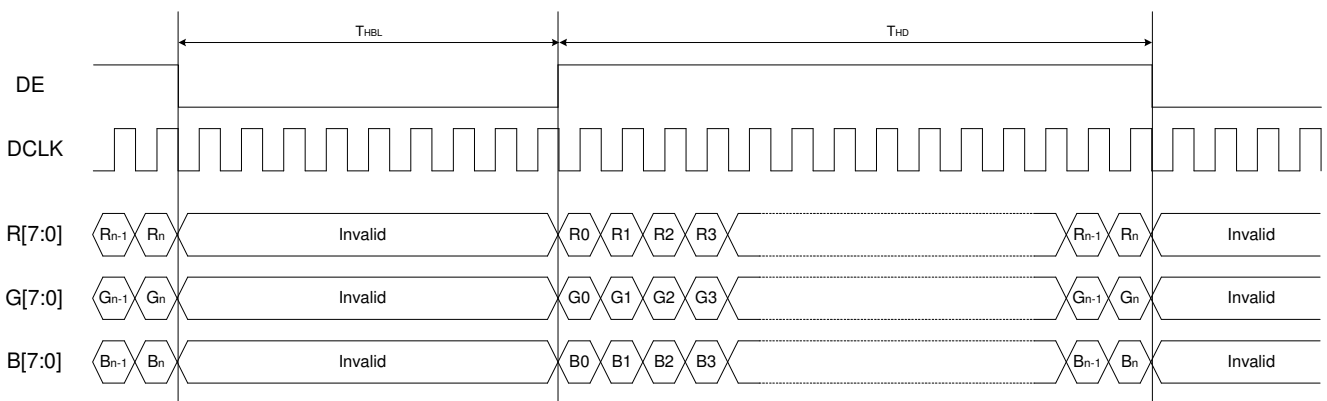 THBL THD
DE
DCLK
R[7:0] Rn-1 Rn Invalid R0 R1 R2 R3 Rn-1 Rn Invalid
G[7:0] Gn-1 Gn Invalid G0 G1 G2 G3 Gn-1 Gn Invalid
B[7:0] Bn-1 Bn Invalid B0 B1 B2 B3 Bn-1 Bn Invalid